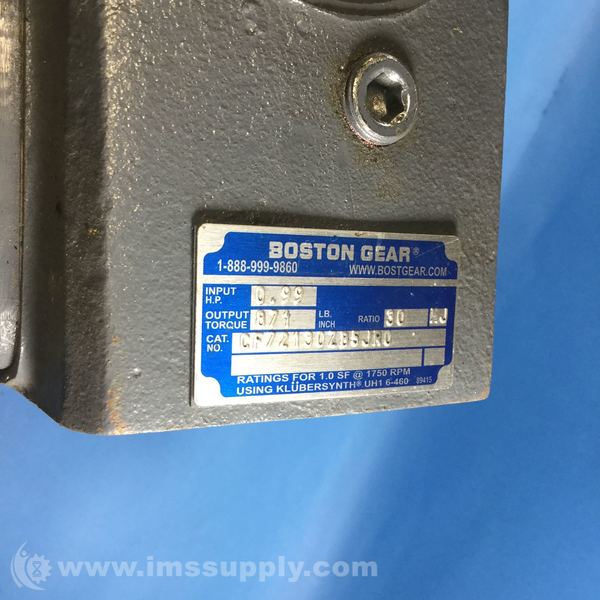 BOSTON GEAR®
1-888-999-9860 WWW.BOSTGEAR.COM
INPUT H.P. 0.99
OUTPUT TORQUE LB. INCH RATIO 30
CAT. NO.
RATINGS FOR 1.0 SF @ 1750 RPM
USING KLÜBERSYNTH® UH1 6-460 89415
www.imssupply.com